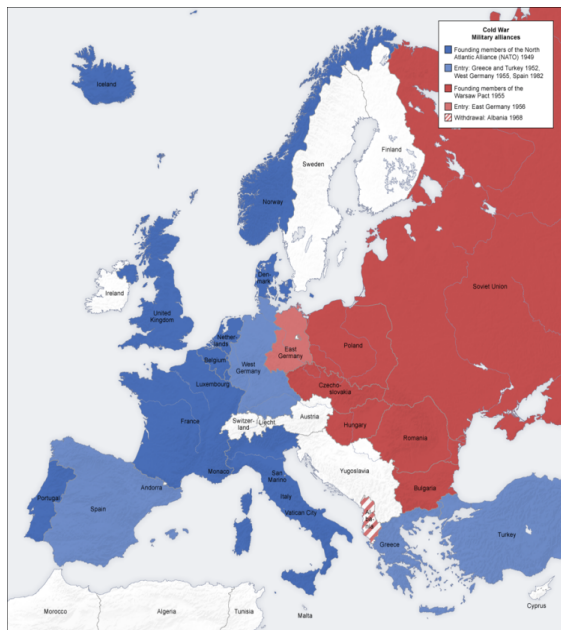 Cold War
Military alliances
Founding members of the North
Atlantic Alliance (NATO) 1949
Entry: Greece and Turkey 1952,
West Germany 1955, Spain 1982
Founding members of the
Warsaw Pact 1955
Entry: East Germany 1956
Withdrawal: Albania 1968
Iceland
Sweden
Finland
Norway
Soviet Union
Ireland
Den-
mark
United
Kingdom
Nether-
lands
East
Germany
Poland
Belgium
West
Germany
Luxembourg
Czecho-
slovakia
France
Switzer-
land
Liecht.
Austria
Hungary
Romania
Monaco
San
Marino
Yugoslavia
Andorra
Portugal
Spain
Italy
Vatican City
Bulgaria
Greece
Turkey
Morocco
Algeria
Tunisia
Malta
Cyprus